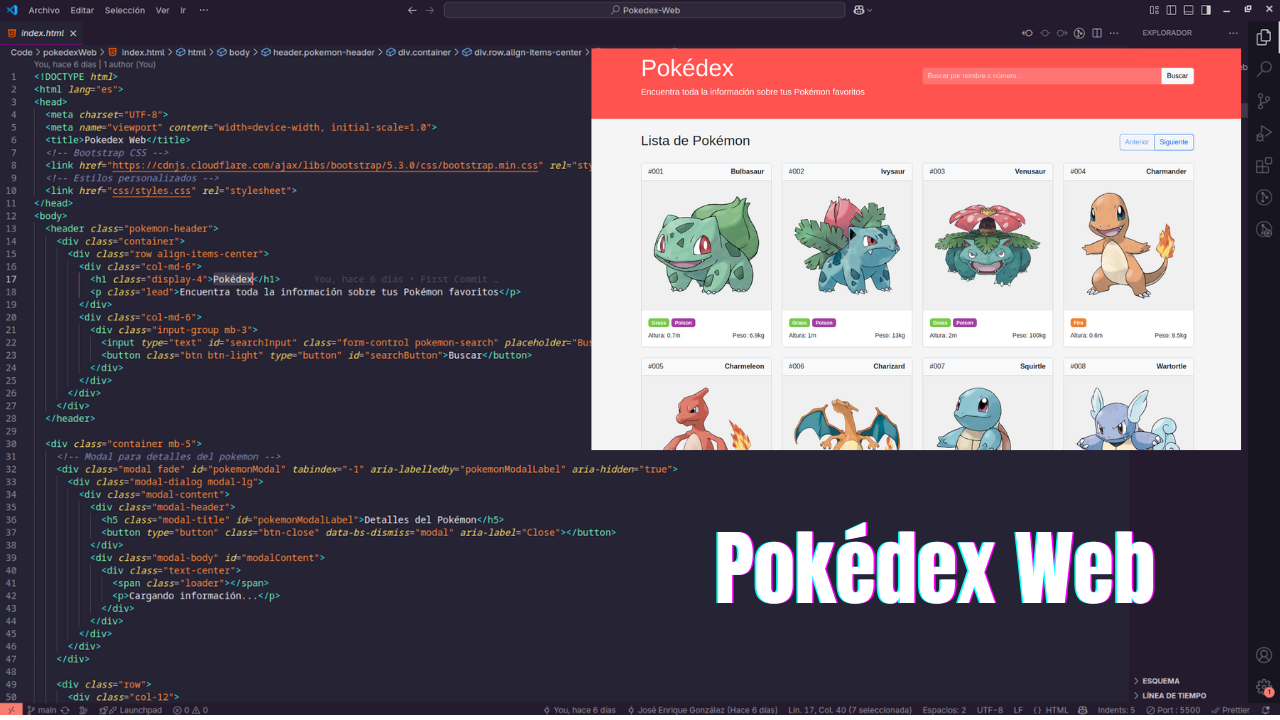 Archivo Editar Selección Ver Ir ···
Pokedex-Web
index.html
Code > pokedexWeb > index.html > html > body > header.pokemon-header > div.container > div.row.align-items-center >
You, hace 6 días | 1 author (You)
1 <!DOCTYPE html>
2 <html lang="es">
3 <head>
4 <meta charset="UTF-8">
5 <meta name="viewport" content="width=device-width, initial-scale=1.0">
6 <title>Pokedex Web</title>
7 <!-- Bootstrap CSS -->
8 <link href="https://cdnjs.cloudflare.com/ajax/libs/bootstrap/5.3.0/css/bootstrap.min.css" rel="sty
9 <!-- Estilos personalizados -->
10 <link href="css/styles.css" rel="stylesheet">
11 </head>
12 <body>
13 <header class="pokemon-header">
14 <div class="container">
15 <div class="row align-items-center">
16 <div class="col-md-6">
17 <h1 class="display-4">Pokédex</h1> You, hace 6 días • First Commit …
18 <p class="lead">Encuentra toda la información sobre tus Pokémon favoritos</p>
19 </div>
20 <div class="col-md-6">
21 <div class="input-group mb-3">
22 <input type="text" id="searchInput" class="form-control pokemon-search" placeholder="Bus
23 <button class="btn btn-light" type="button" id="searchButton">Buscar</button>
24 </div>
25 </div>
26 </div>
27 </div>
28 </header>
29
30 <div class="container mb-5">
31 <!-- Modal para detalles del pokemon -->
32 <div class="modal fade" id="pokemonModal" tabindex="-1" aria-labelledby="pokemonModalLabel" aria-hidden="true">
33 <div class="modal-dialog modal-lg">
34 <div class="modal-content">
35 <div class="modal-header">
36 <h5 class="modal-title" id="pokemonModalLabel">Detalles del Pokémon</h5>
37 <button type="button" class="btn-close" data-bs-dismiss="modal" aria-label="Close"></button>
38 </div>
39 <div class="modal-body" id="modalContent">
40 <div class="text-center">
41 <span class="loader"></span>
42 <p>Cargando información...</p>
43 </div>
44 </div>
45 </div>
46 </div>
47 </div>
48
49 <div class="row">
50 <div class="col-12">
EXPLORADOR
Pokédex
Encuentra toda la información sobre tus Pokémon favoritos
Buscar por nombre o número...
Buscar
Lista de Pokémon
Anterior Siguiente
#001 Bulbasaur
Grass Poison
Altura: 0.7m Peso: 6.9kg
#002 Ivysaur
Grass Poison
Altura: 1m Peso: 13kg
#003 Venusaur
Grass Poison
Altura: 2m Peso: 100kg
#004 Charmander
Fire
Altura: 0.6m Peso: 8.5kg
#005 Charmeleon
#006 Charizard
#007 Squirtle
#008 Wartortle
Pokédex Web
ESQUEMA
LÍNEA DE TIEMPO
1
main Launchpad 0 0
You, hace 6 días José Enrique González (Hace 6 días) Lín. 17, Col. 40 (7 seleccionada) Espacios: 2 UTF-8 LF {} HTML Indents: 5 Port : 5500 Prettier